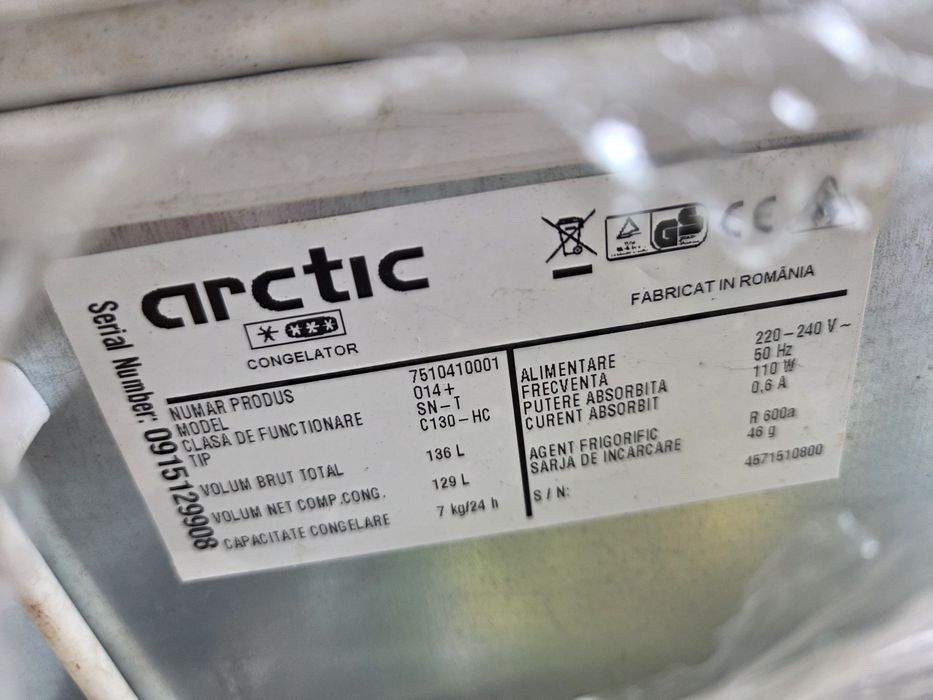 arctic
CONGELATOR
GS
CE
FABRICAT IN ROMÂNIA
Serial Number: 0915129908
NUMAR PRODUS 7510410001
MODEL 014+
CLASA DE FUNCTIONARE SN-T
TIP C130-HC
VOLUM BRUT TOTAL 136 L
VOLUM NET COMP.CONG. 129 L
CAPACITATE CONGELARE 7 kg/24 h
ALIMENTARE 220-240 V ~
FRECVENTA 50 Hz
PUTERE ABSORBITA 110 W
CURENT ABSORBIT 0,6 A
AGENT FRIGORIFIC R 600a
SARJA DE INCARCARE 46 g
4571510800
S / N: